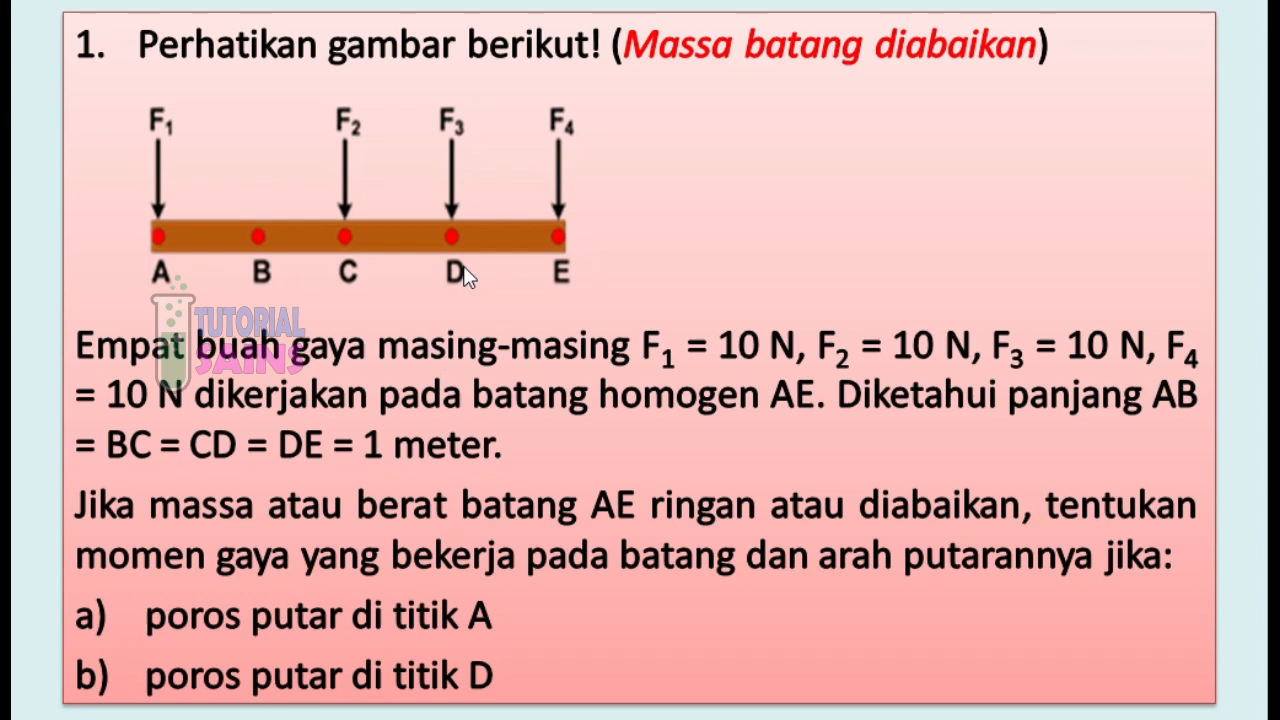 1. Perhatikan gambar berikut! (Massa batang diabaikan)
F₁ F₂ F₃ F₄
A B C D E
TUTORIAL
SAINS
Empat buah gaya masing-masing F₁ = 10 N, F₂ = 10 N, F₃ = 10 N, F₄
= 10 N dikerjakan pada batang homogen AE. Diketahui panjang AB
= BC = CD = DE = 1 meter.
Jika massa atau berat batang AE ringan atau diabaikan, tentukan
momen gaya yang bekerja pada batang dan arah putarannya jika:
a) poros putar di titik A
b) poros putar di titik D